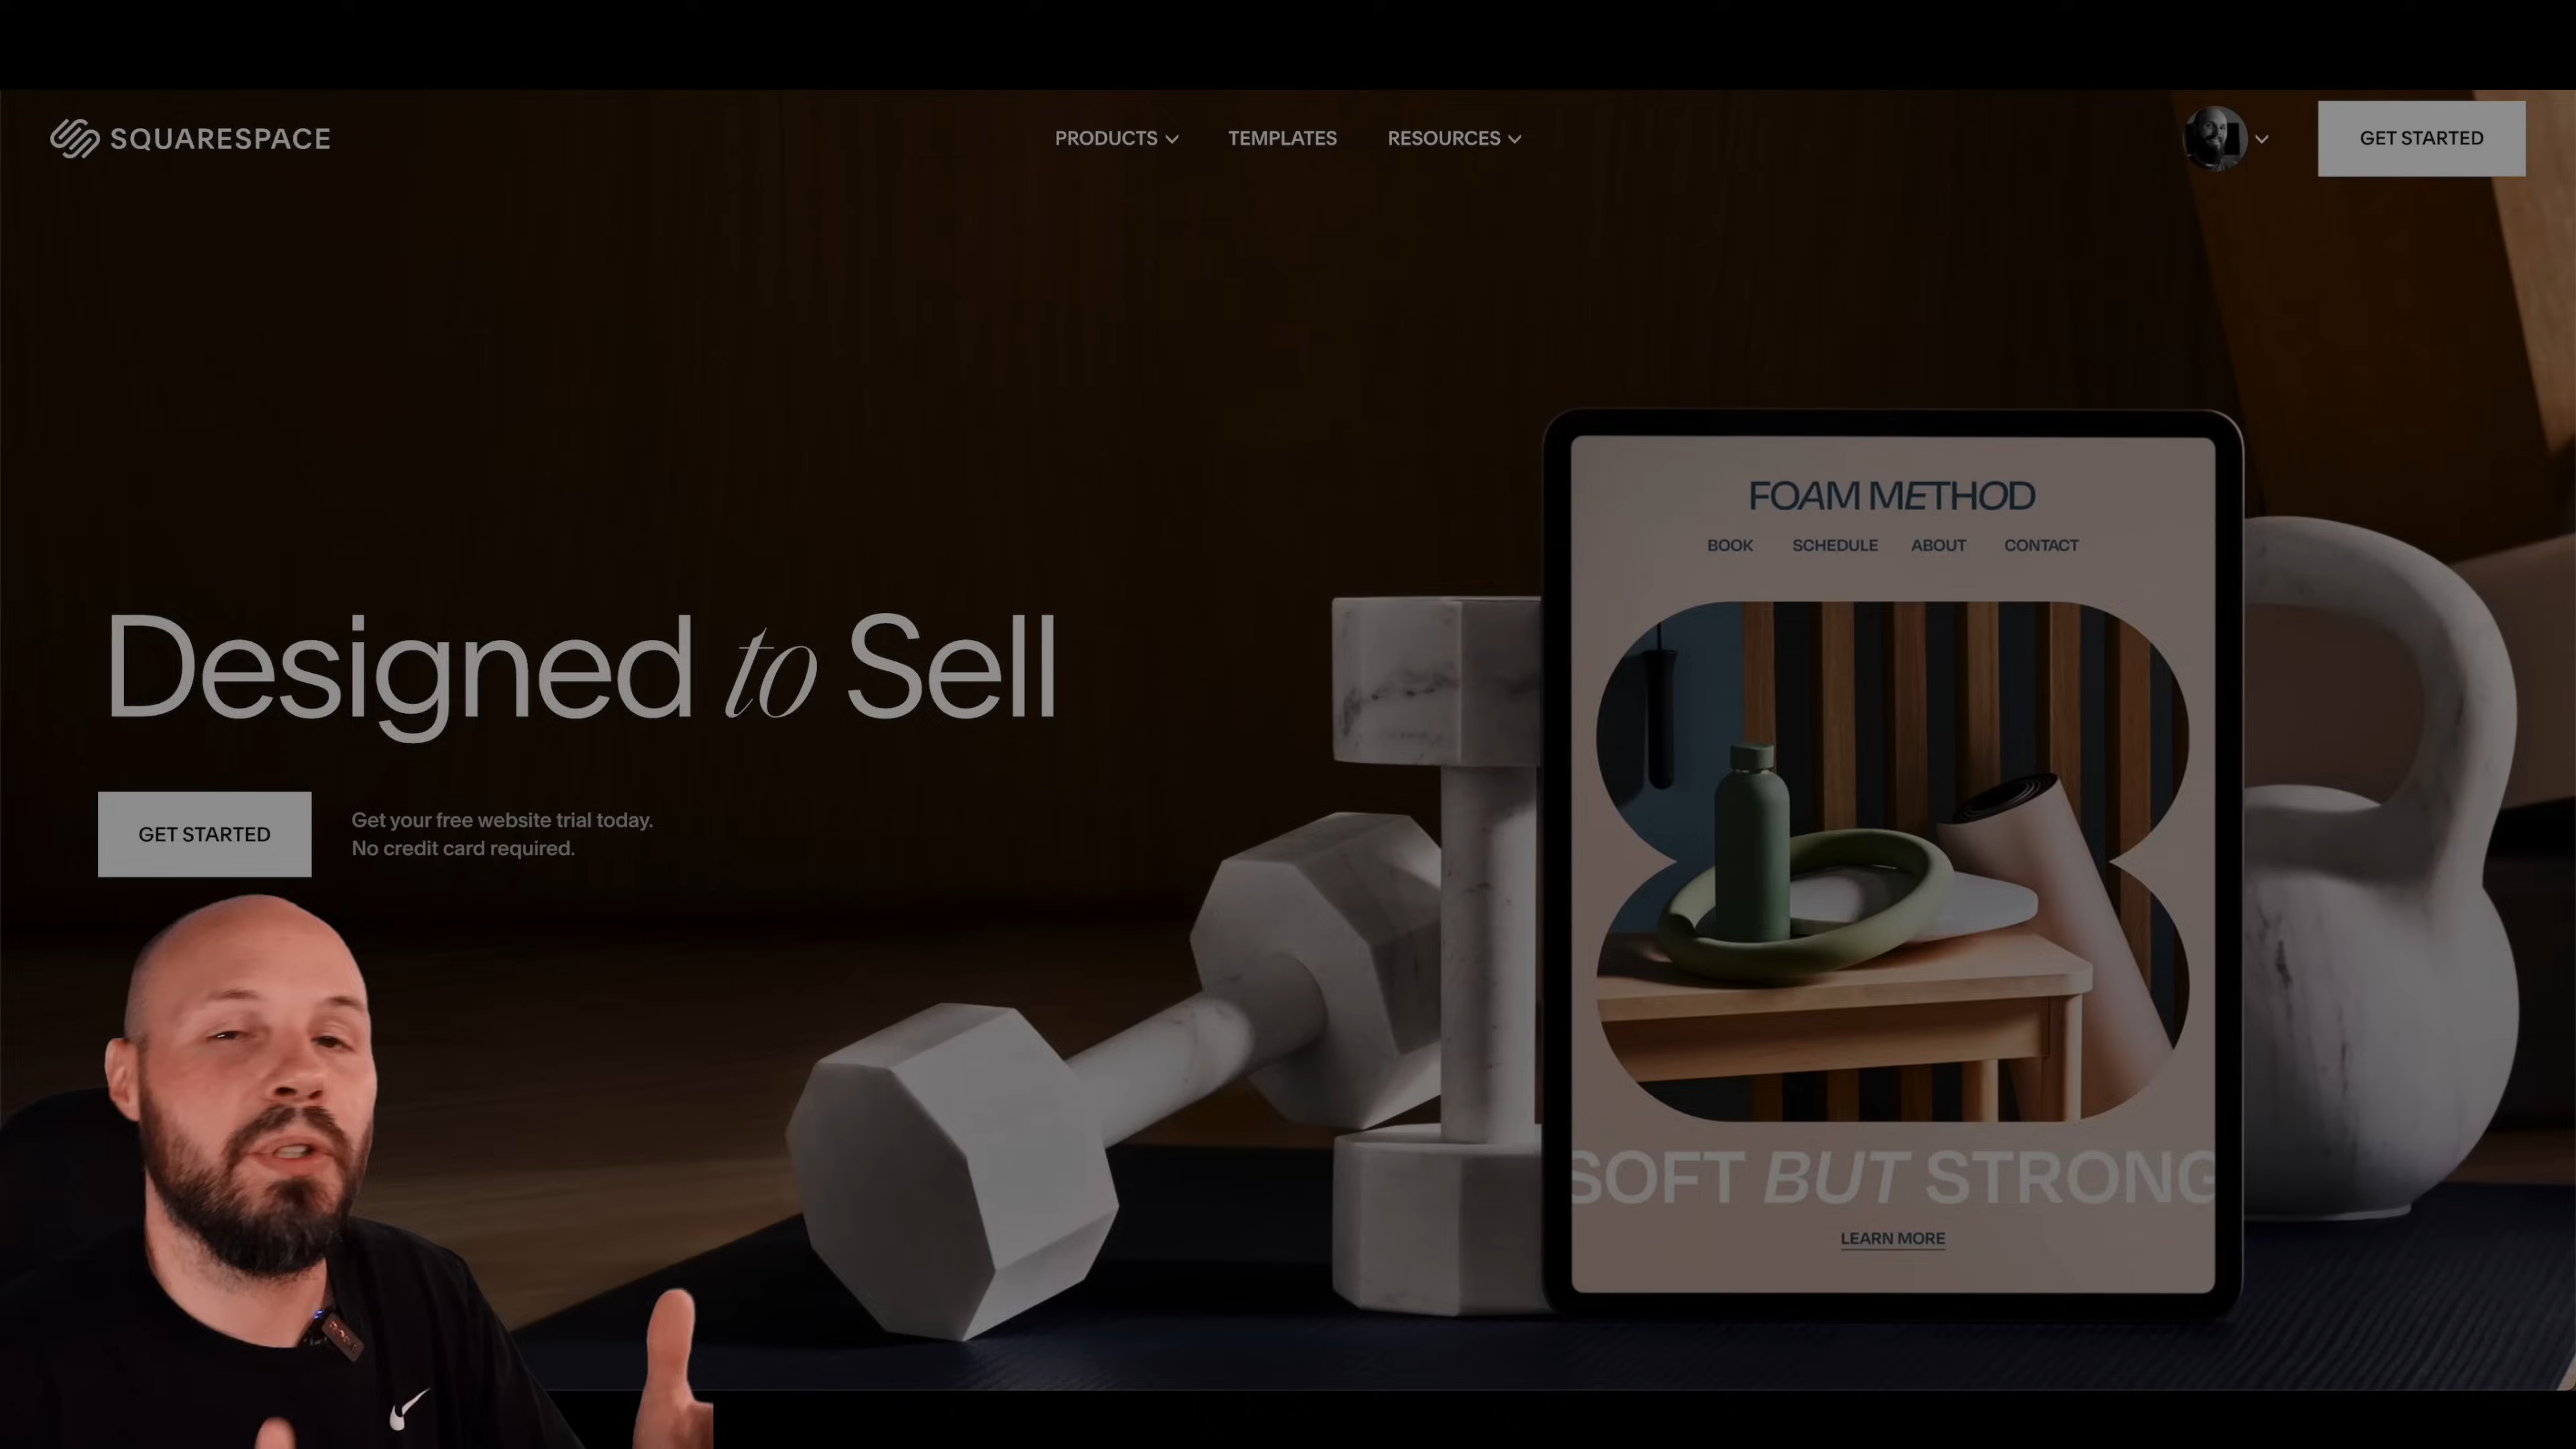 SQUARESPACE
PRODUCTS
TEMPLATES
RESOURCES
GET STARTED
Designed to Sell
GET STARTED
Get your free website trial today.
No credit card required.
FOAM METHOD
BOOK SCHEDULE ABOUT CONTACT
SOFT BUT STRONG
LEARN MORE